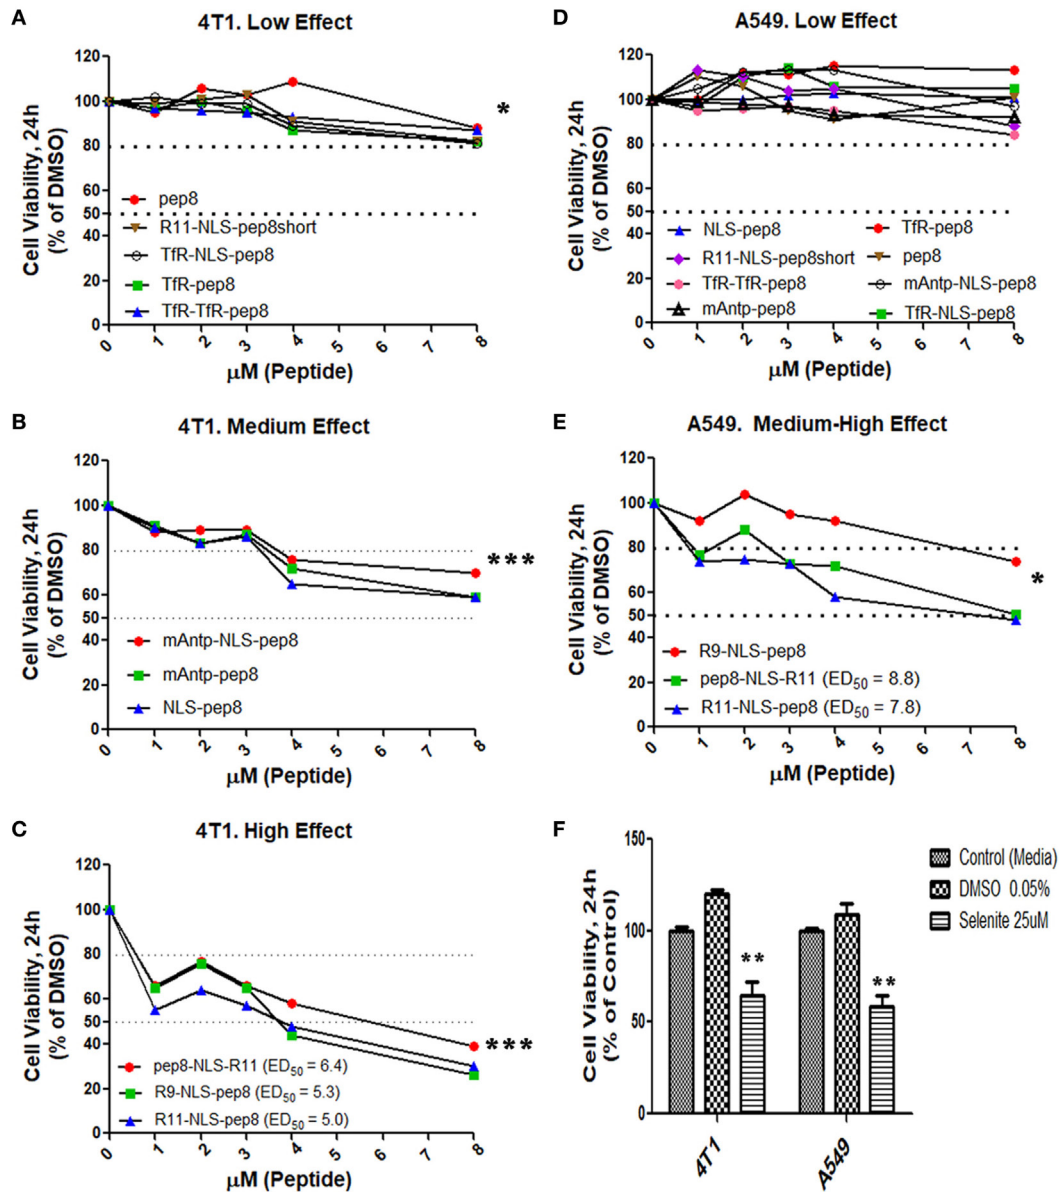 A
4T1. Low Effect
Cell Viability, 24h
(% of DMSO)
120
100
80
60
50
40
20
0
pep8
R11-NLS-pep8short
TfR-NLS-pep8
TfR-pep8
TfR-TfR-pep8
*
0 1 2 3 4 5 6 7 8
µM (Peptide)
D
A549. Low Effect
Cell Viability, 24h
(% of DMSO)
120
100
80
60
50
40
20
0
NLS-pep8
R11-NLS-pep8short
TfR-TfR-pep8
mAntp-pep8
TfR-pep8
pep8
mAntp-NLS-pep8
TfR-NLS-pep8
0 1 2 3 4 5 6 7 8
µM (Peptide)
B
4T1. Medium Effect
Cell Viability, 24h
(% of DMSO)
120
100
80
60
50
40
20
0
***
mAntp-NLS-pep8
mAntp-pep8
NLS-pep8
0 1 2 3 4 5 6 7 8
µM (Peptide)
E
A549. Medium-High Effect
Cell Viability, 24h
(% of DMSO)
120
100
80
60
50
40
20
0
*
R9-NLS-pep8
pep8-NLS-R11 (ED50 = 8.8)
R11-NLS-pep8 (ED50 = 7.8)
0 1 2 3 4 5 6 7 8
µM (Peptide)
C
4T1. High Effect
Cell Viability, 24h
(% of DMSO)
120
100
80
60
50
40
20
0
***
pep8-NLS-R11 (ED50 = 6.4)
R9-NLS-pep8 (ED50 = 5.3)
R11-NLS-pep8 (ED50 = 5.0)
0 1 2 3 4 5 6 7 8
µM (Peptide)
F
Cell Viability, 24h
(% of Control)
150
100
50
0
**
**
4T1
A549
Control (Media)
DMSO 0.05%
Selenite 25uM